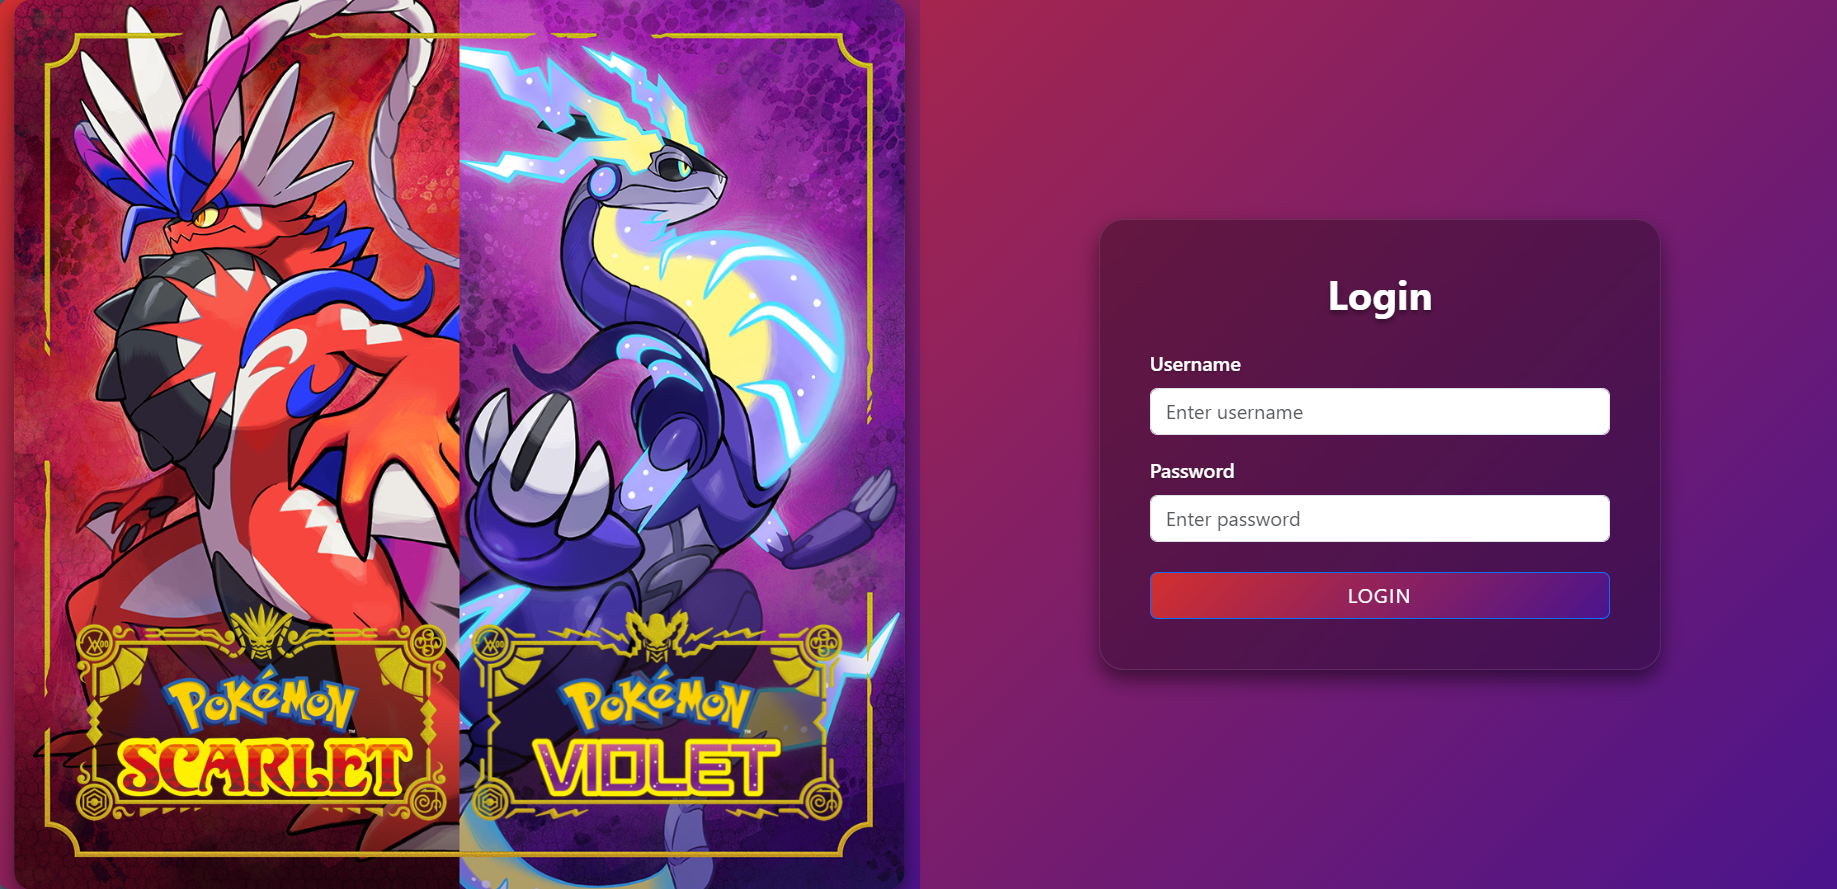 POKéMON
SCARLET
POKéMON
VIOLET
Login
Username
Enter username
Password
Enter password
LOGIN